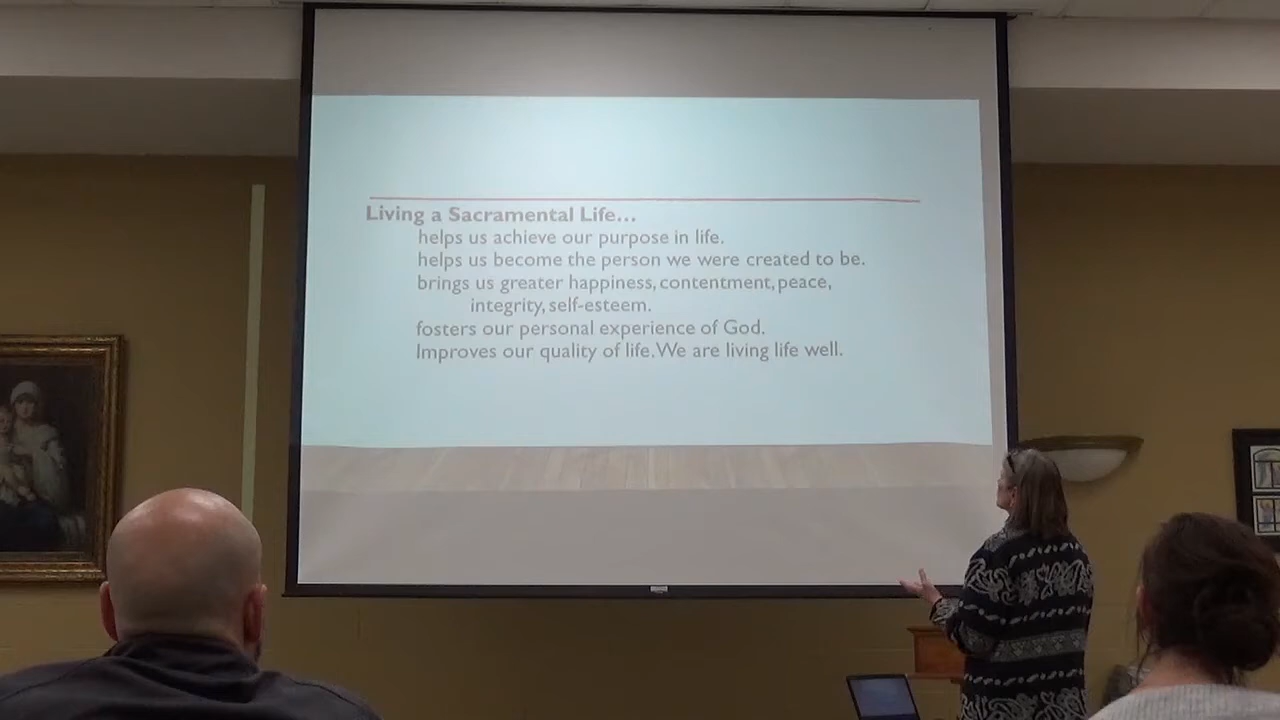 Living a Sacramental Life...
helps us achieve our purpose in life.
helps us become the person we were created to be.
brings us greater happiness, contentment, peace,
integrity, self-esteem.
fosters our personal experience of God.
Improves our quality of life. We are living life well.